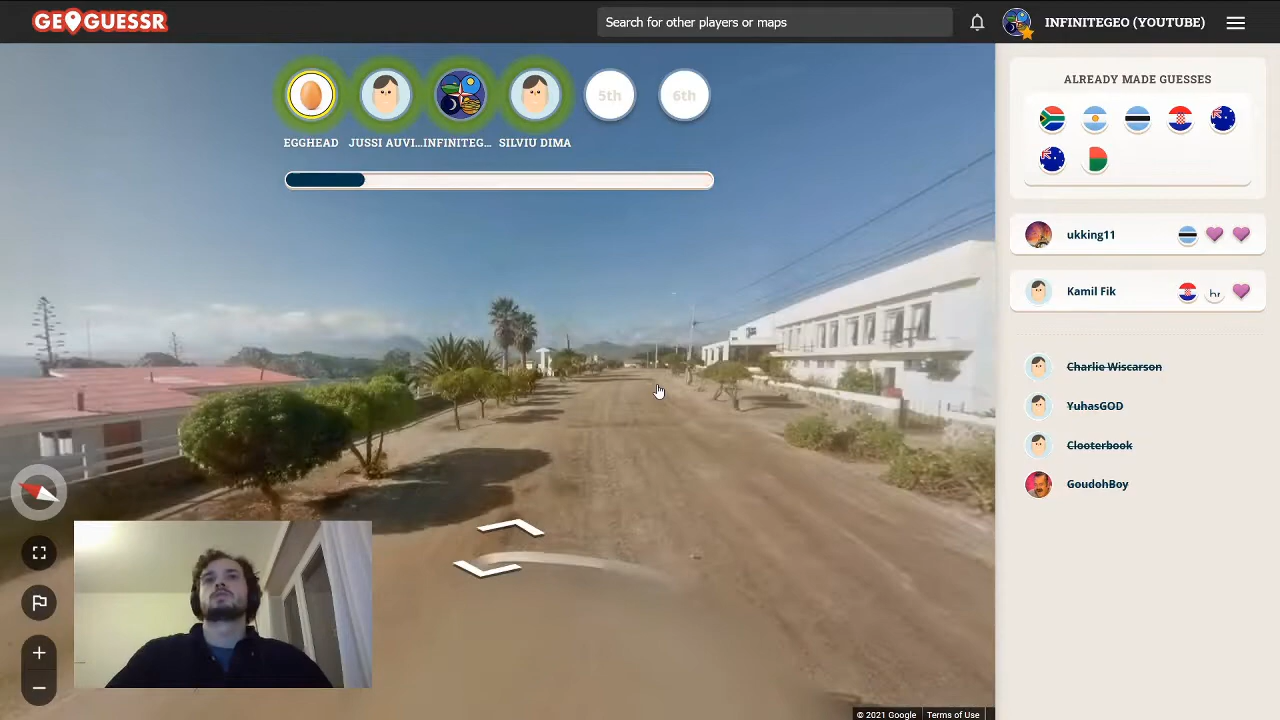 GEOGUESSR
Search for other players or maps
INFINITEGEO (YOUTUBE)
5th
6th
EGGHEAD
JUSSI AUVI...
INFINITEG...
SILVIU DIMA
ALREADY MADE GUESSES
ukking11
Kamil Fik
hr
Charlie Wiscarson
YuhasGOD
Clooterbook
GoudohBoy
+
−
© 2021 Google
Terms of Use